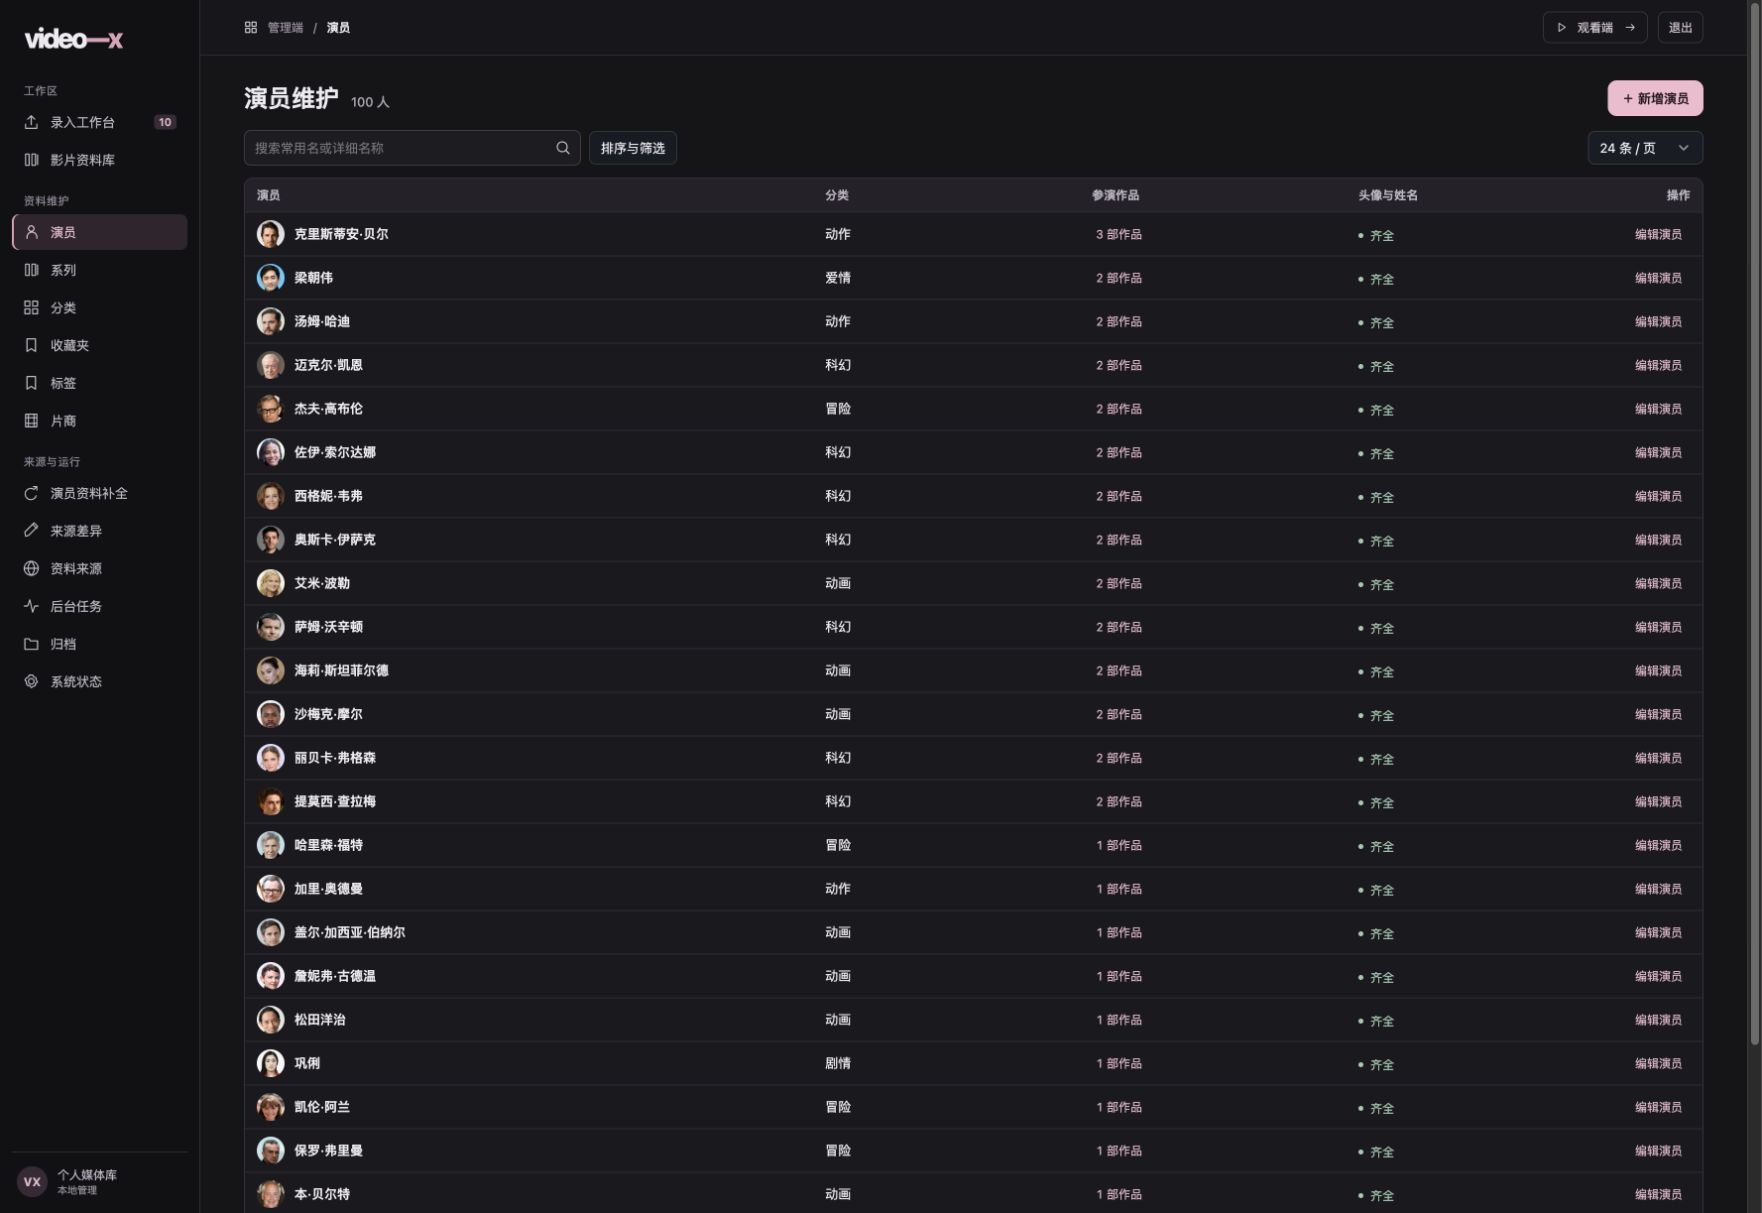 video—x
管理端 / 演员
观看端 →
退出
工作区
录入工作台 10
影片资料库
资料维护
演员
系列
分类
收藏夹
标签
片商
来源与运行
演员资料补全
来源差异
资料来源
后台任务
归档
系统状态
VX
个人媒体库
本地管理
演员维护 100 人
+ 新增演员
搜索常用名或详细名称
排序与筛选
24 条 / 页
演员 分类 参演作品 头像与姓名 操作
克里斯蒂安·贝尔 动作 3 部作品 齐全 编辑演员
梁朝伟 爱情 2 部作品 齐全 编辑演员
汤姆·哈迪 动作 2 部作品 齐全 编辑演员
迈克尔·凯恩 科幻 2 部作品 齐全 编辑演员
杰夫·高布伦 冒险 2 部作品 齐全 编辑演员
佐伊·索尔达娜 科幻 2 部作品 齐全 编辑演员
西格妮·韦弗 科幻 2 部作品 齐全 编辑演员
奥斯卡·伊萨克 科幻 2 部作品 齐全 编辑演员
艾米·波勒 动画 2 部作品 齐全 编辑演员
萨姆·沃辛顿 科幻 2 部作品 齐全 编辑演员
海莉·斯坦菲尔德 动画 2 部作品 齐全 编辑演员
沙梅克·摩尔 动画 2 部作品 齐全 编辑演员
丽贝卡·弗格森 科幻 2 部作品 齐全 编辑演员
提莫西·查拉梅 科幻 2 部作品 齐全 编辑演员
哈里森·福特 冒险 1 部作品 齐全 编辑演员
加里·奥德曼 动作 1 部作品 齐全 编辑演员
盖尔·加西亚·伯纳尔 动画 1 部作品 齐全 编辑演员
詹妮弗·古德温 动画 1 部作品 齐全 编辑演员
松田洋治 动画 1 部作品 齐全 编辑演员
巩俐 剧情 1 部作品 齐全 编辑演员
凯伦·阿兰 冒险 1 部作品 齐全 编辑演员
保罗·弗里曼 冒险 1 部作品 齐全 编辑演员
本·贝尔特 动画 1 部作品 齐全 编辑演员